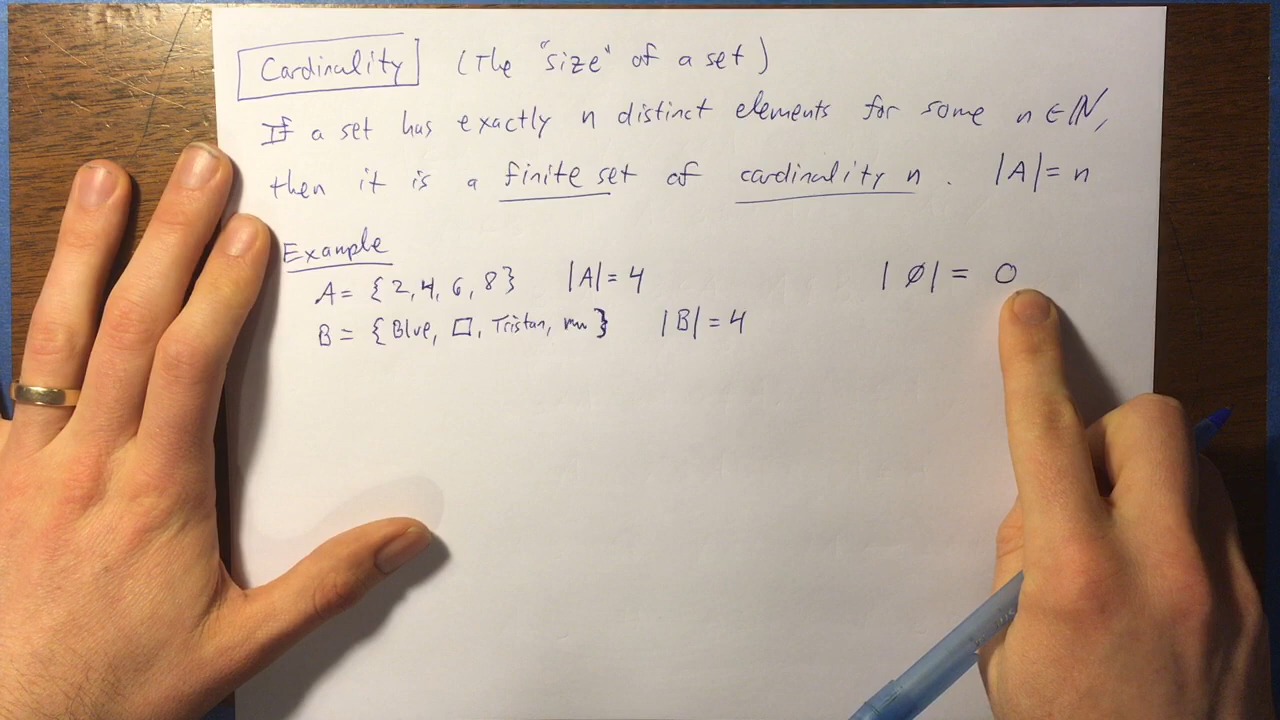 Cardinality (The "size" of a set)
If a set has exactly n distinct elements for some n ∈ ℕ,
then it is a finite set of cardinality n. |A| = n
Example
A = {2, 4, 6, 8} |A| = 4 |∅| = 0
B = {Blue, □, Tristan, } |B| = 4